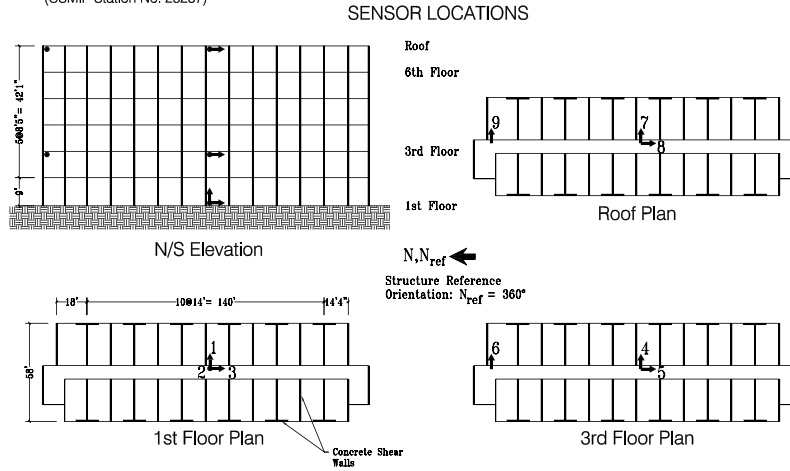 SENSOR LOCATIONS
Roof
6th Floor
3rd Floor
1st Floor
5@8'5"= 42'1"
9'
N/S Elevation
9
7
8
Roof Plan
N,Nref
Structure Reference
Orientation: Nref = 360°
18'
10@14'= 140'
14'4"
58'
1
2
3
1st Floor Plan
Concrete Shear
Walls
6
4
5
3rd Floor Plan